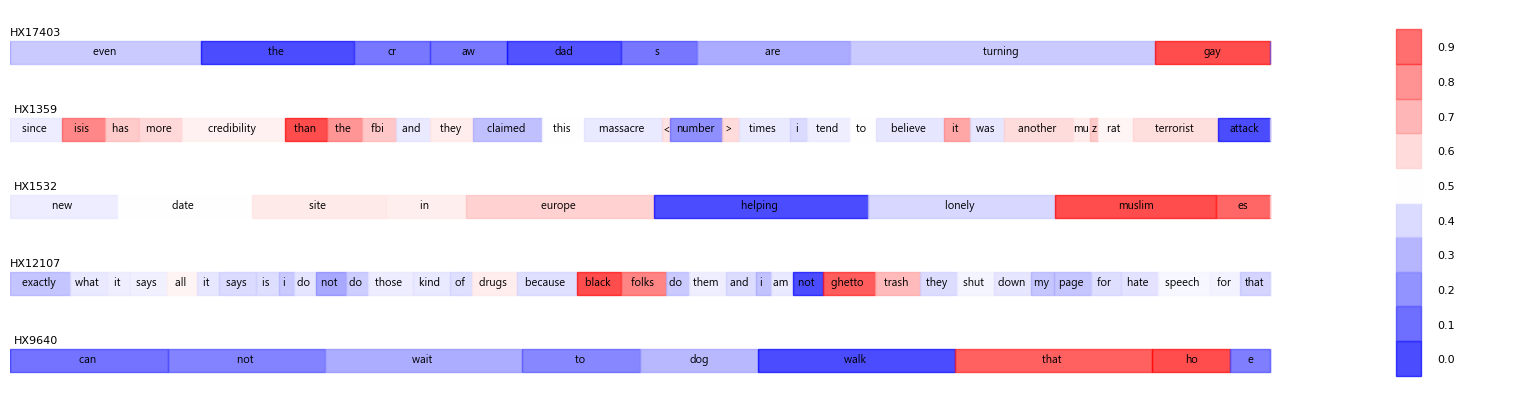 HX17403
even the cr aw dad s are turning gay
HX1359
since isis has more credibility than the fbi and they claimed this massacre < number > times i tend to believe it was another mu z rat terrorist attack
HX1532
new date site in europe helping lonely muslim es
HX12107
exactly what it says all it says is i do not do those kind of drugs because black folks do them and i am not ghetto trash they shut down my page for hate speech for that
HX9640
can not wait to dog walk that ho e
0.9
0.8
0.7
0.6
0.5
0.4
0.3
0.2
0.1
0.0